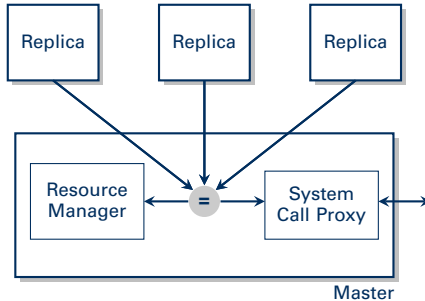 Replica
Replica
Replica
Resource
Manager
=
System
Call Proxy
Master